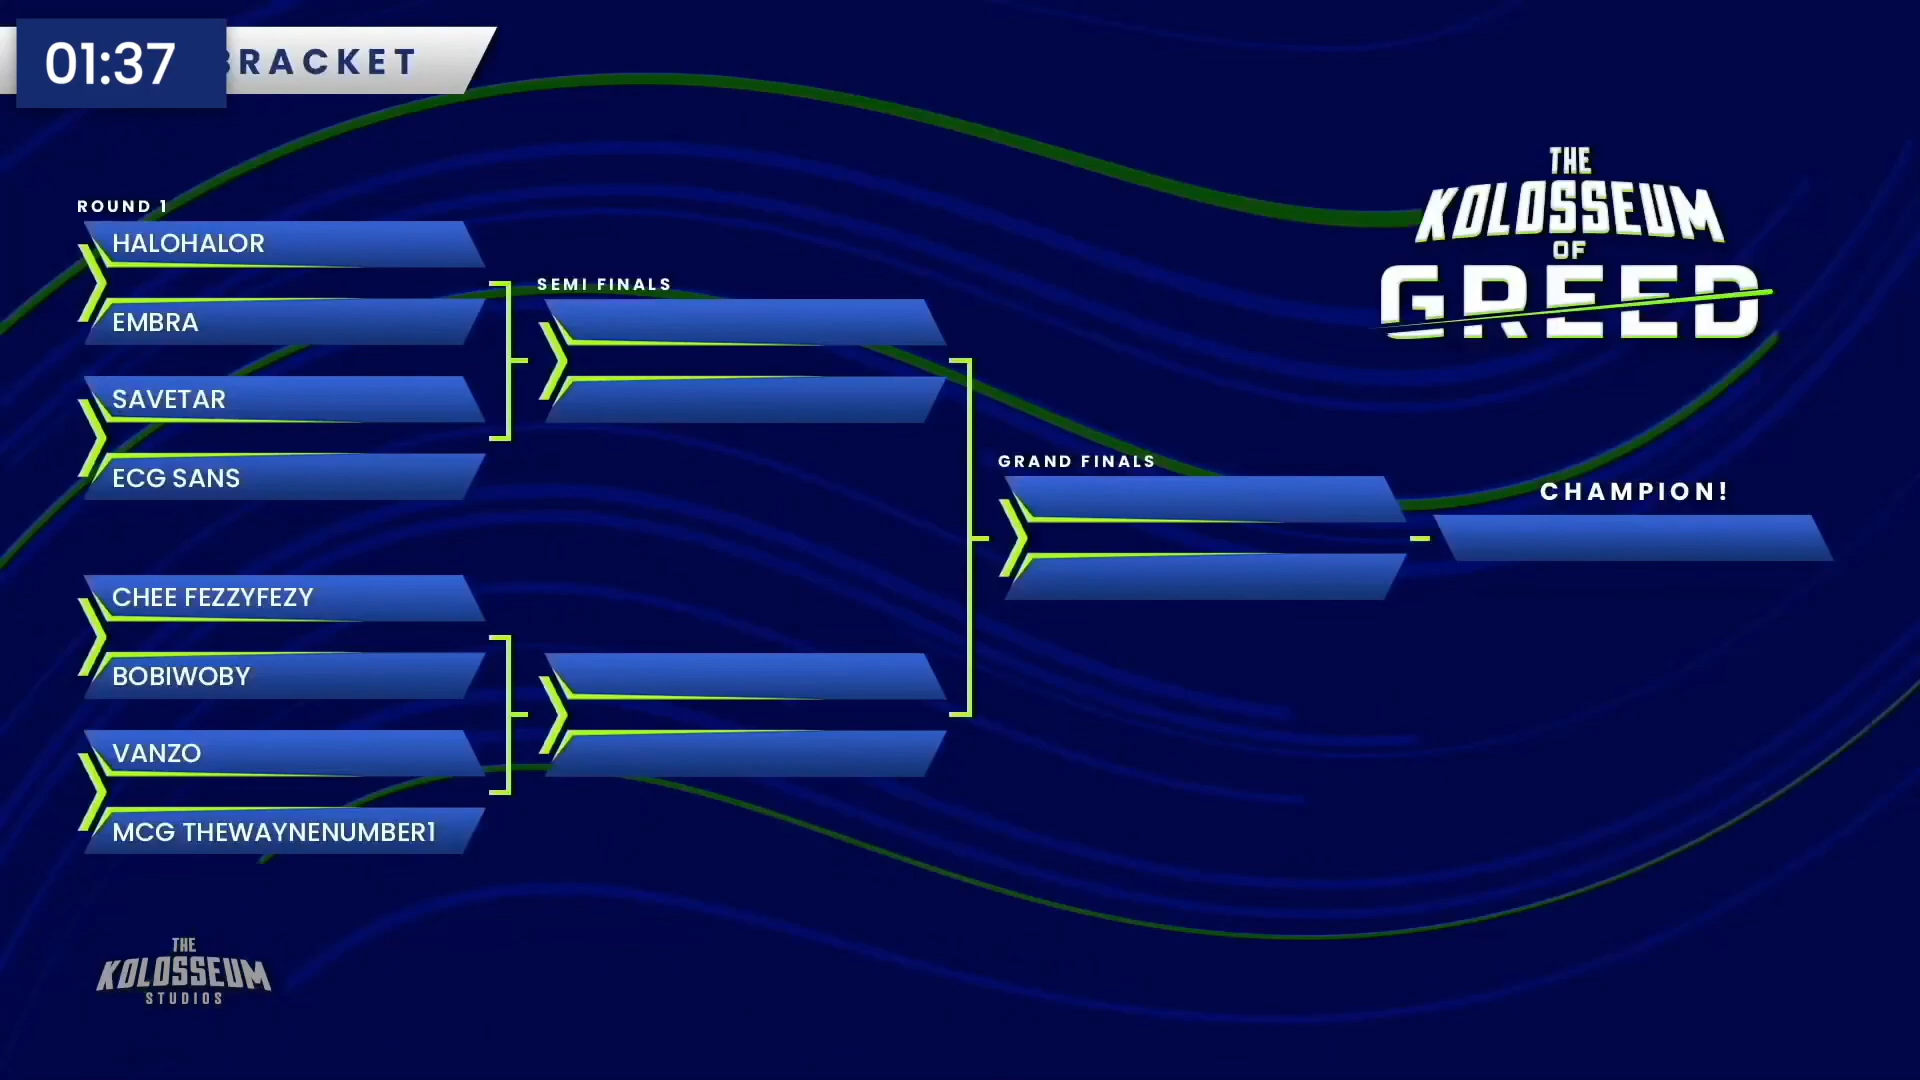 01:37
BRACKET
THE
KOLOSSEUM
OF
GREED
ROUND 1
HALOHALOR
EMBRA
SAVETAR
ECG SANS
CHEE FEZZYFEZY
BOBIWOBY
VANZO
MCG THEWAYNENUMBER1
SEMI FINALS
GRAND FINALS
CHAMPION!
THE
KOLOSSEUM
STUDIOS